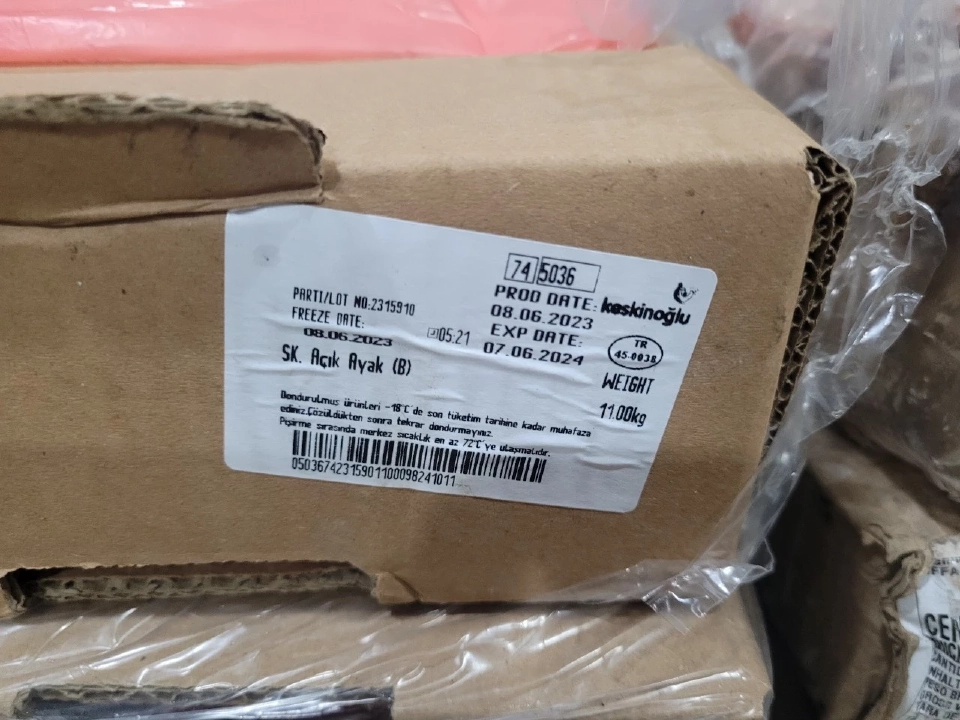 74 5036
PARTI/LOT NO:2315910
FREEZE DATE:
08.06.2023
05:21
PROD DATE:
08.06.2023
EXP DATE:
07.06.2024
keskinoğlu
TR
45-0038
SK. Açık Ayak (B)
WEIGHT
11.00kg
Dondurulmuş ürünleri -18°C'de son tüketim tarihine kadar muhafaza
ediniz.Çözüldükten sonra tekrar dondurmayınız.
Pişirme sırasında merkez sıcaklık en az 72°C'ye ulaşmalıdır.
05036742315901100098241011
CEN